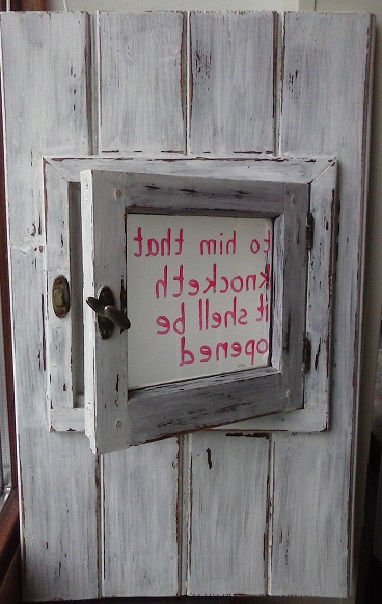 to him that
knocketh
it shell be
opened